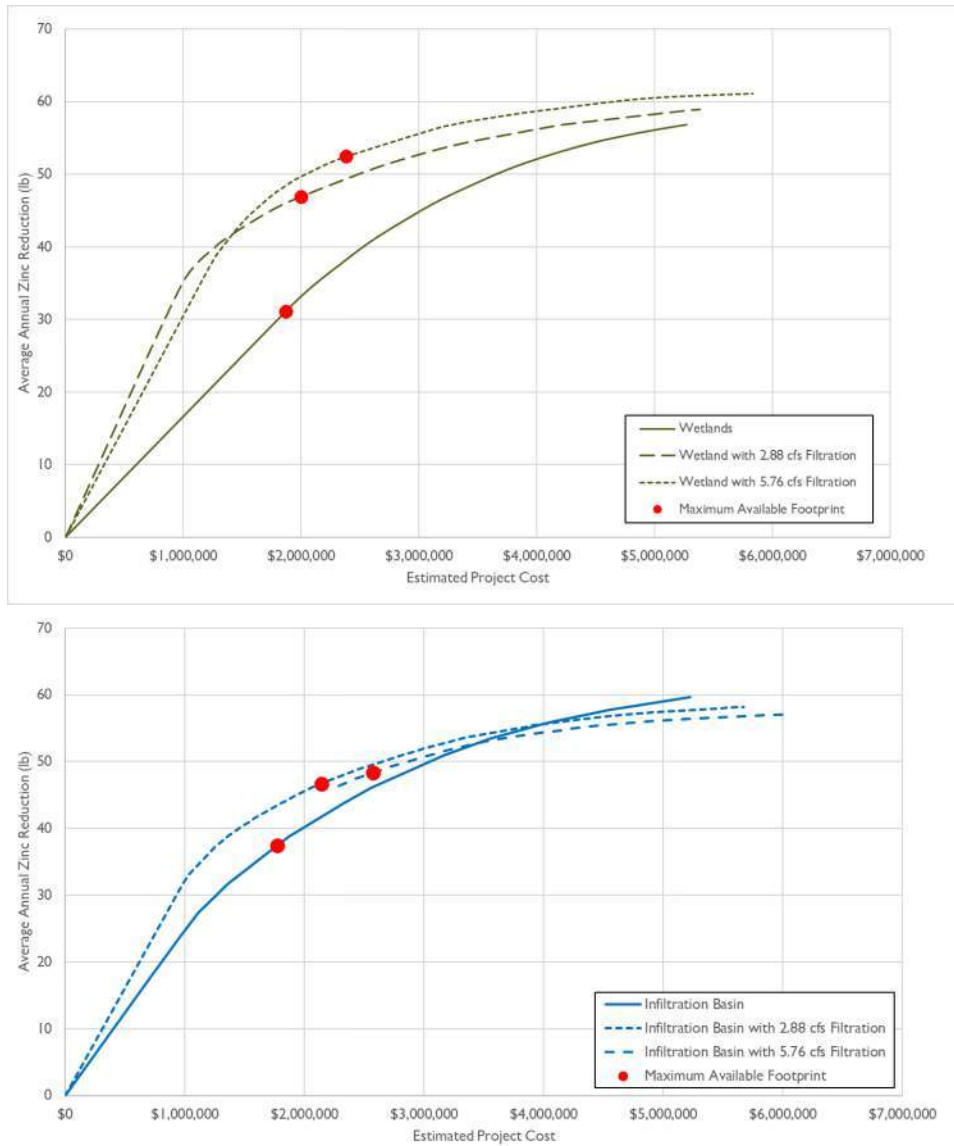 70
60
50
40
30
20
10
0
Average Annual Zinc Reduction (lb)
Wetlands
Wetland with 2.88 cfs Filtration
Wetland with 5.76 cfs Filtration
Maximum Available Footprint
$0 $1,000,000 $2,000,000 $3,000,000 $4,000,000 $5,000,000 $6,000,000 $7,000,000
Estimated Project Cost
70
60
50
40
30
20
10
0
Average Annual Zinc Reduction (lb)
Infiltration Basin
Infiltration Basin with 2.88 cfs Filtration
Infiltration Basin with 5.76 cfs Filtration
Maximum Available Footprint
$0 $1,000,000 $2,000,000 $3,000,000 $4,000,000 $5,000,000 $6,000,000 $7,000,000
Estimated Project Cost